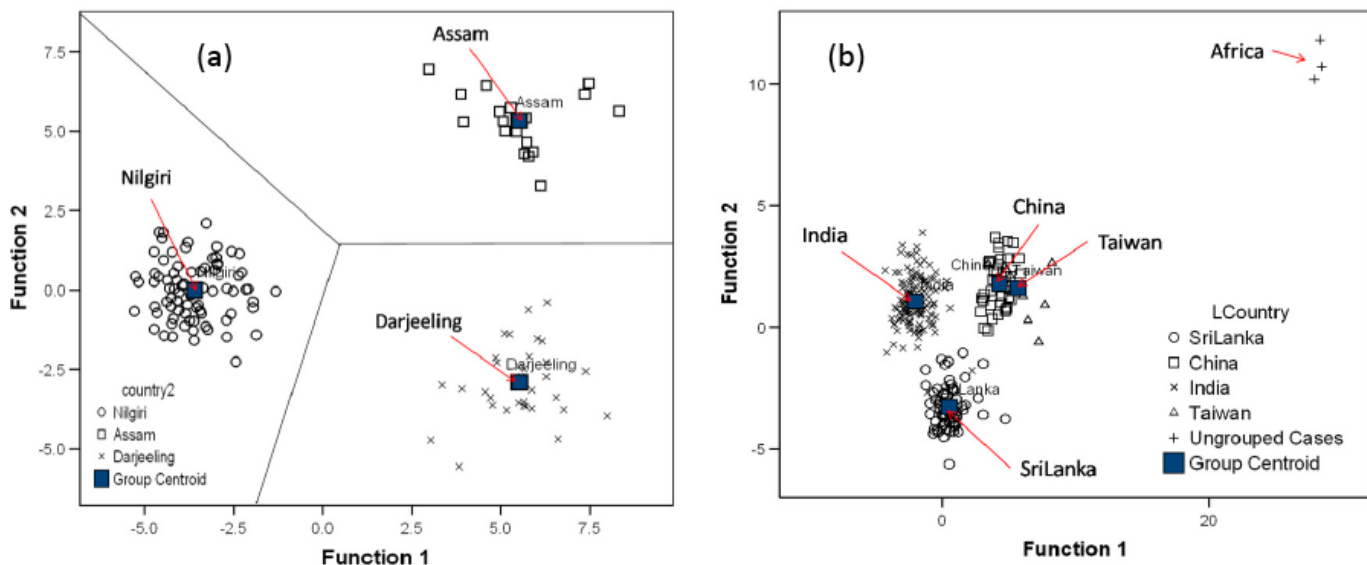 (a)
Assam
Assam
Nilgiri
Nilgiri
Darjeeling
Darjeeling
country2
Nilgiri
Assam
Darjeeling
Group Centroid
7.5
5.0
2.5
0.0
-2.5
-5.0
Function 2
-5.0 -2.5 0.0 2.5 5.0 7.5
Function 1
(b)
Africa
China
India
Taiwan
China
Taiwan
India
Lanka
SriLanka
LCountry
SriLanka
China
India
Taiwan
Ungrouped Cases
Group Centroid
10
5
0
-5
Function 2
0 20
Function 1